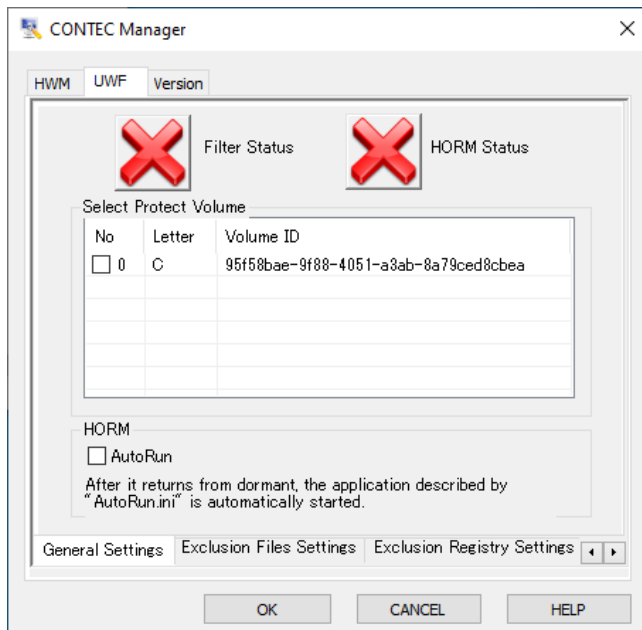 CONTEC Manager
HWM UWF Version
Filter Status HORM Status
Select Protect Volume
No Letter Volume ID
0 C 95f58bae-9f88-4051-a3ab-8a79ced8cbea
HORM
AutoRun
After it returns from dormant, the application described by
"AutoRun.ini" is automatically started.
General Settings Exclusion Files Settings Exclusion Registry Settings
OK CANCEL HELP